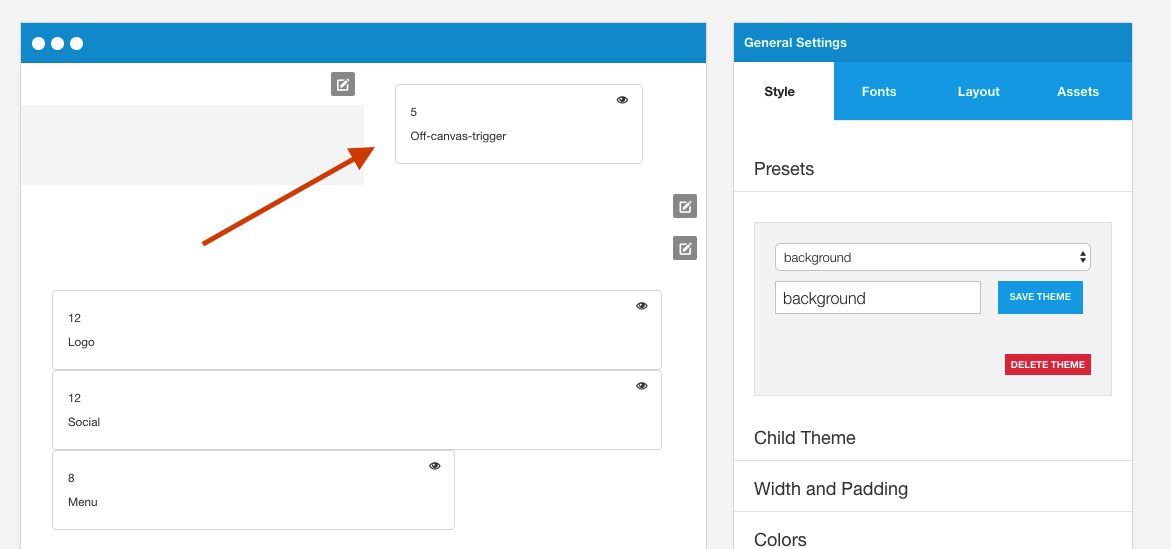 5
Off-canvas-trigger
12
Logo
12
Social
8
Menu
General Settings
Style Fonts Layout Assets
Presets
background
background SAVE THEME
DELETE THEME
Child Theme
Width and Padding
Colors